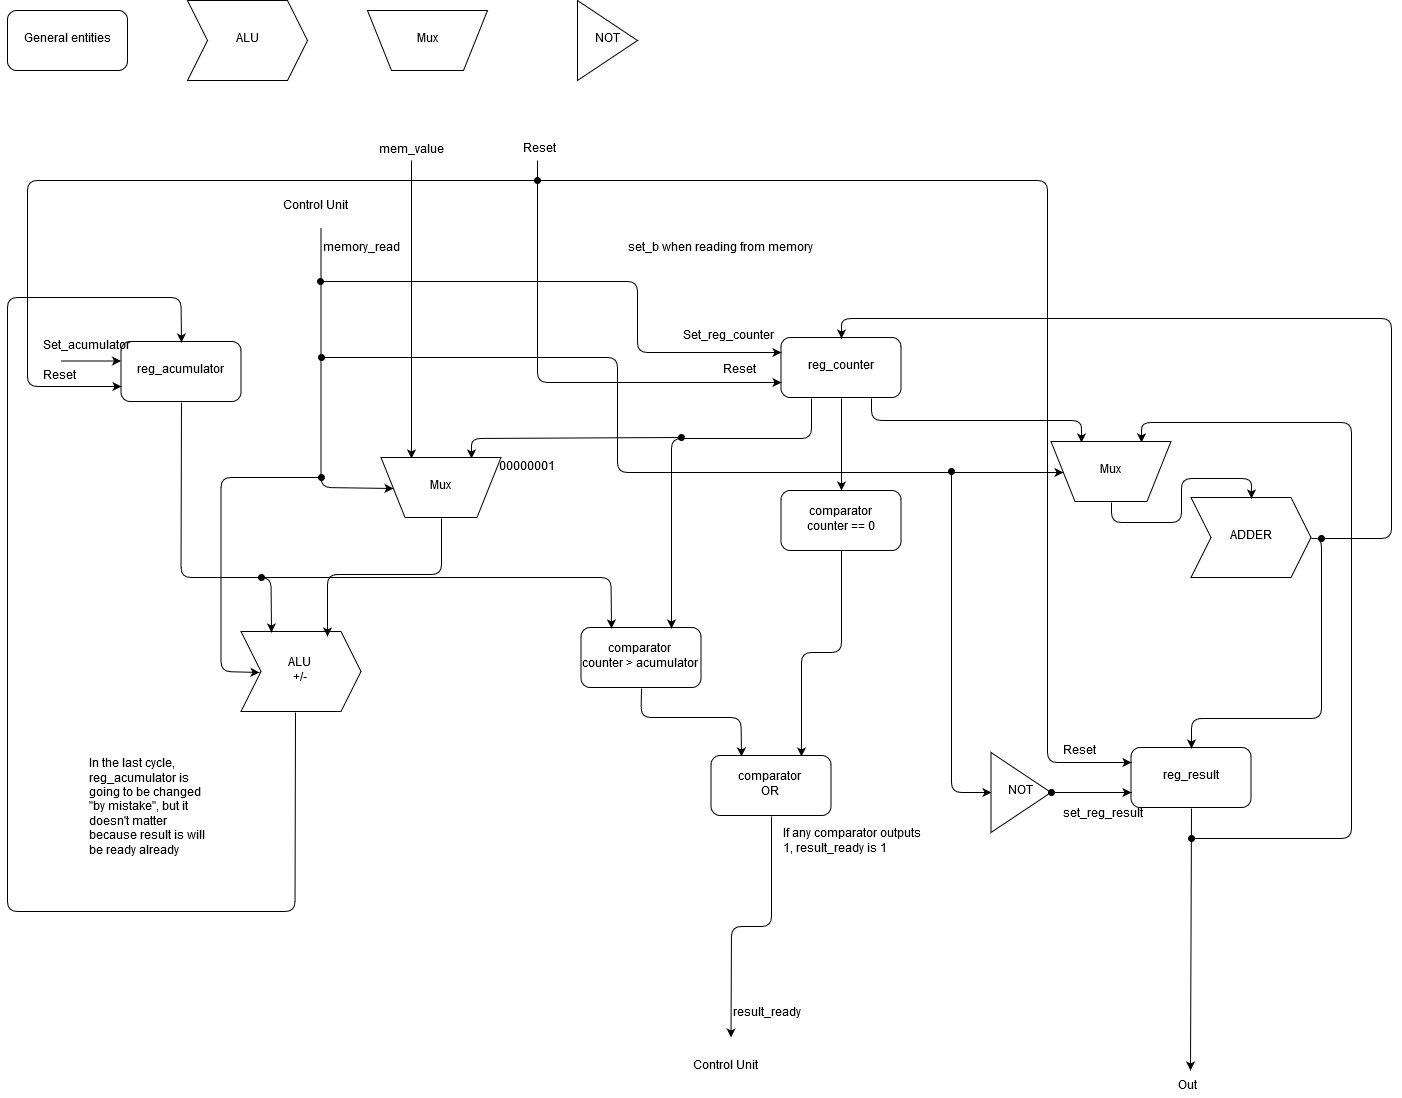 General entities
ALU
Mux
NOT
mem_value
Reset
Control Unit
memory_read
set_b when reading from memory
Set_acumulator
Reset
reg_acumulator
Set_reg_counter
Reset
reg_counter
00000001
Mux
Mux
comparator
counter == 0
ADDER
ALU
+/-
comparator
counter > acumulator
In the last cycle,
reg_acumulator is
going to be changed
"by mistake", but it
doesn't matter
because result is will
be ready already
comparator
OR
If any comparator outputs
1, result_ready is 1
NOT
Reset
set_reg_result
reg_result
result_ready
Control Unit
Out